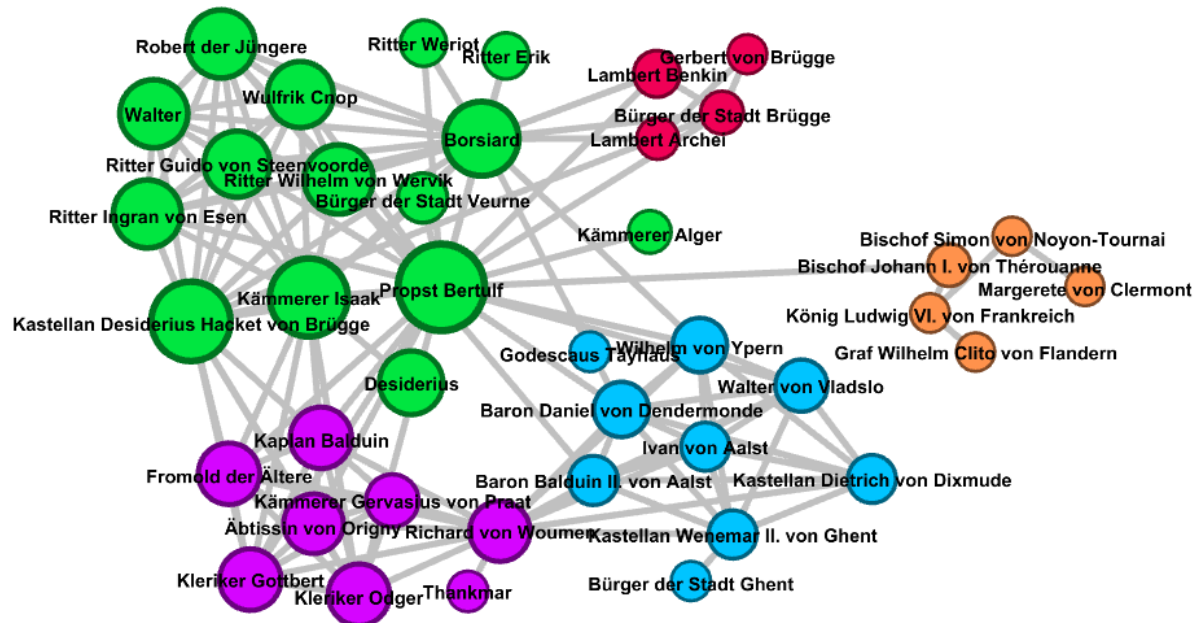 Robert der Jüngere
Ritter Weriot
Ritter Erik
Gerbert von Brügge
Lambert Benkin
Wulfrik Cnop
Walter
Bürger der Stadt Brügge
Borsiard
Lambert Archei
Ritter Guido von Steenvoorde
Ritter Wilhelm von Wervik
Bürger der Stadt Veurne
Ritter Ingran von Esen
Kämmerer Alger
Bischof Simon von Noyon-Tournai
Bischof Johann I. von Thérouanne
Margerete von Clermont
Propst Bertulf
Kämmerer Isaak
Kastellan Desiderius Hacket von Brügge
König Ludwig VI. von Frankreich
Graf Wilhelm Clito von Flandern
Godescaus Tayhals
Wilhelm von Ypern
Desiderius
Walter von Vladslo
Baron Daniel von Dendermonde
Kaplan Balduin
Ivan von Aalst
Fromold der Ältere
Baron Balduin II. von Aalst
Kastellan Dietrich von Dixmude
Kämmerer Gervasius von Praat
Äbtissin von Origny
Richard von Woumen
Kastellan Wenemar II. von Ghent
Kleriker Gottbert
Bürger der Stadt Ghent
Kleriker Odger
Thankmar